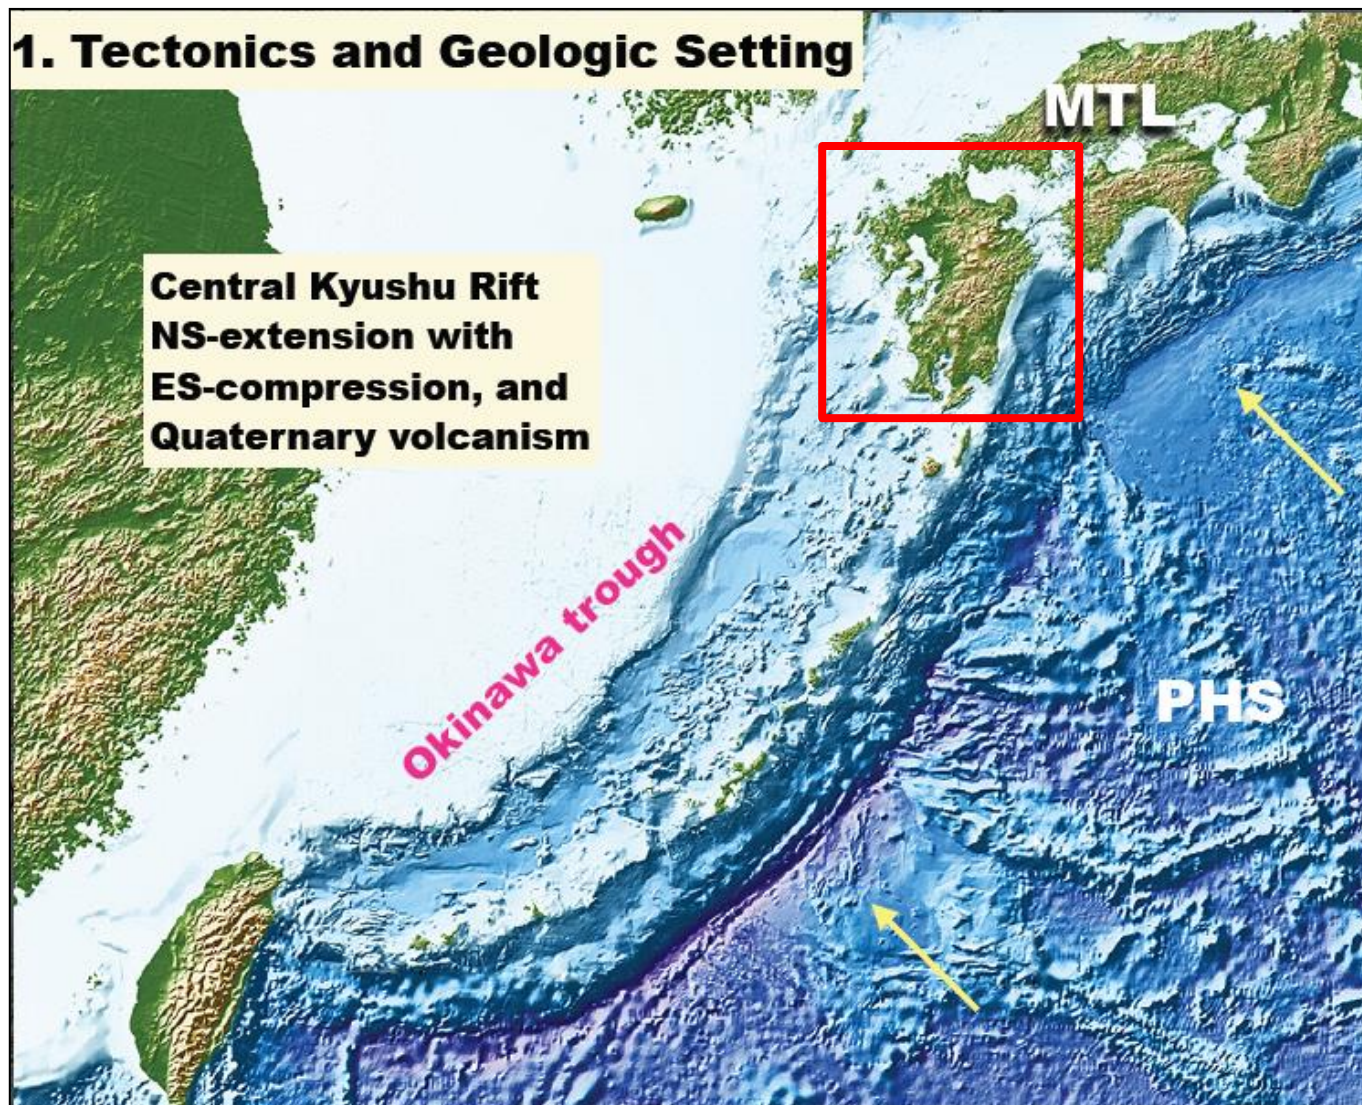 1. Tectonics and Geologic Setting
MTL
Central Kyushu Rift
NS-extension with
ES-compression, and
Quaternary volcanism
Okinawa trough
PHS